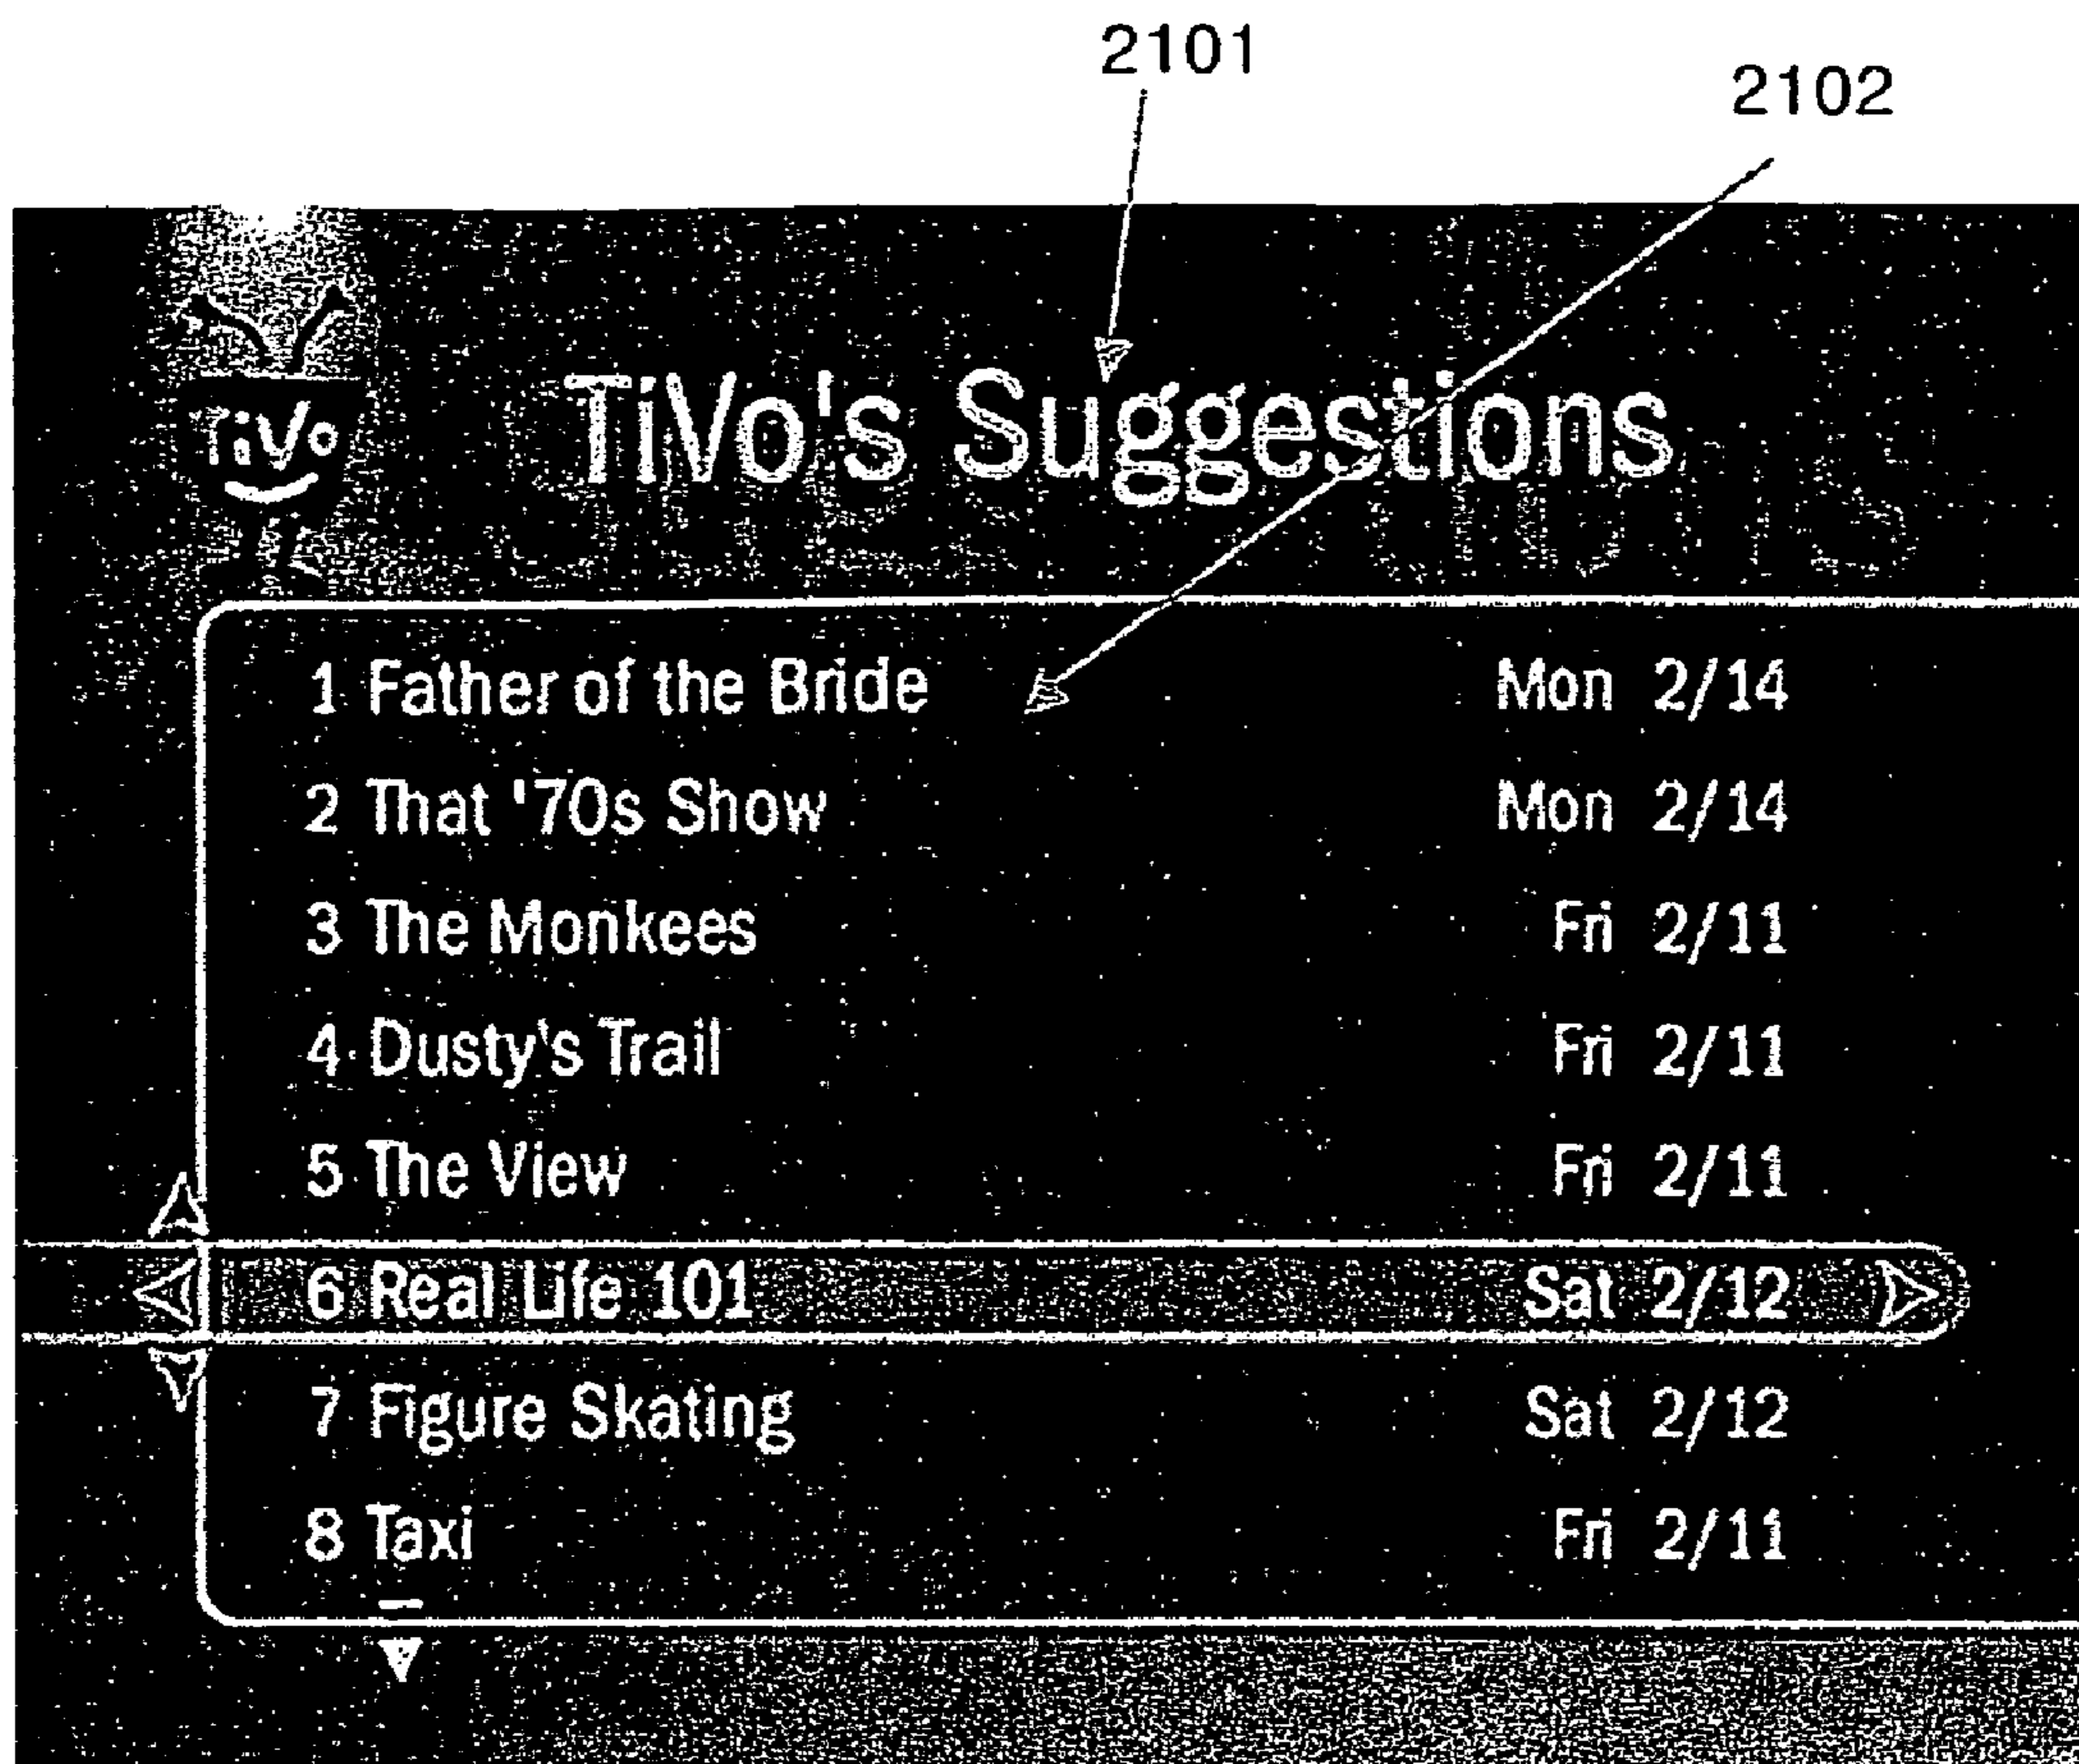 2101
2102
TiVo
TiVo's Suggestions
1 Father of the Bride Mon 2/14
2 That '70s Show Mon 2/14
3 The Monkees Fri 2/11
4 Dusty's Trail Fri 2/11
5 The View Fri 2/11
6 Real Life 101 Sat 2/12
7 Figure Skating Sat 2/12
8 Taxi Fri 2/11